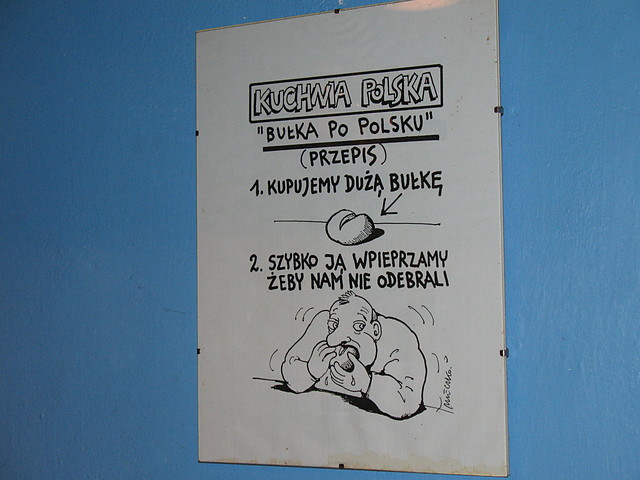 KUCHNIA POLSKA
"BUŁKA PO POLSKU"
(PRZEPIS)
1. KUPUJEMY DUŻĄ BUŁKĘ
2. SZYBKO JĄ WPIEPRZAMY
ŻEBY NAM NIE ODEBRALI